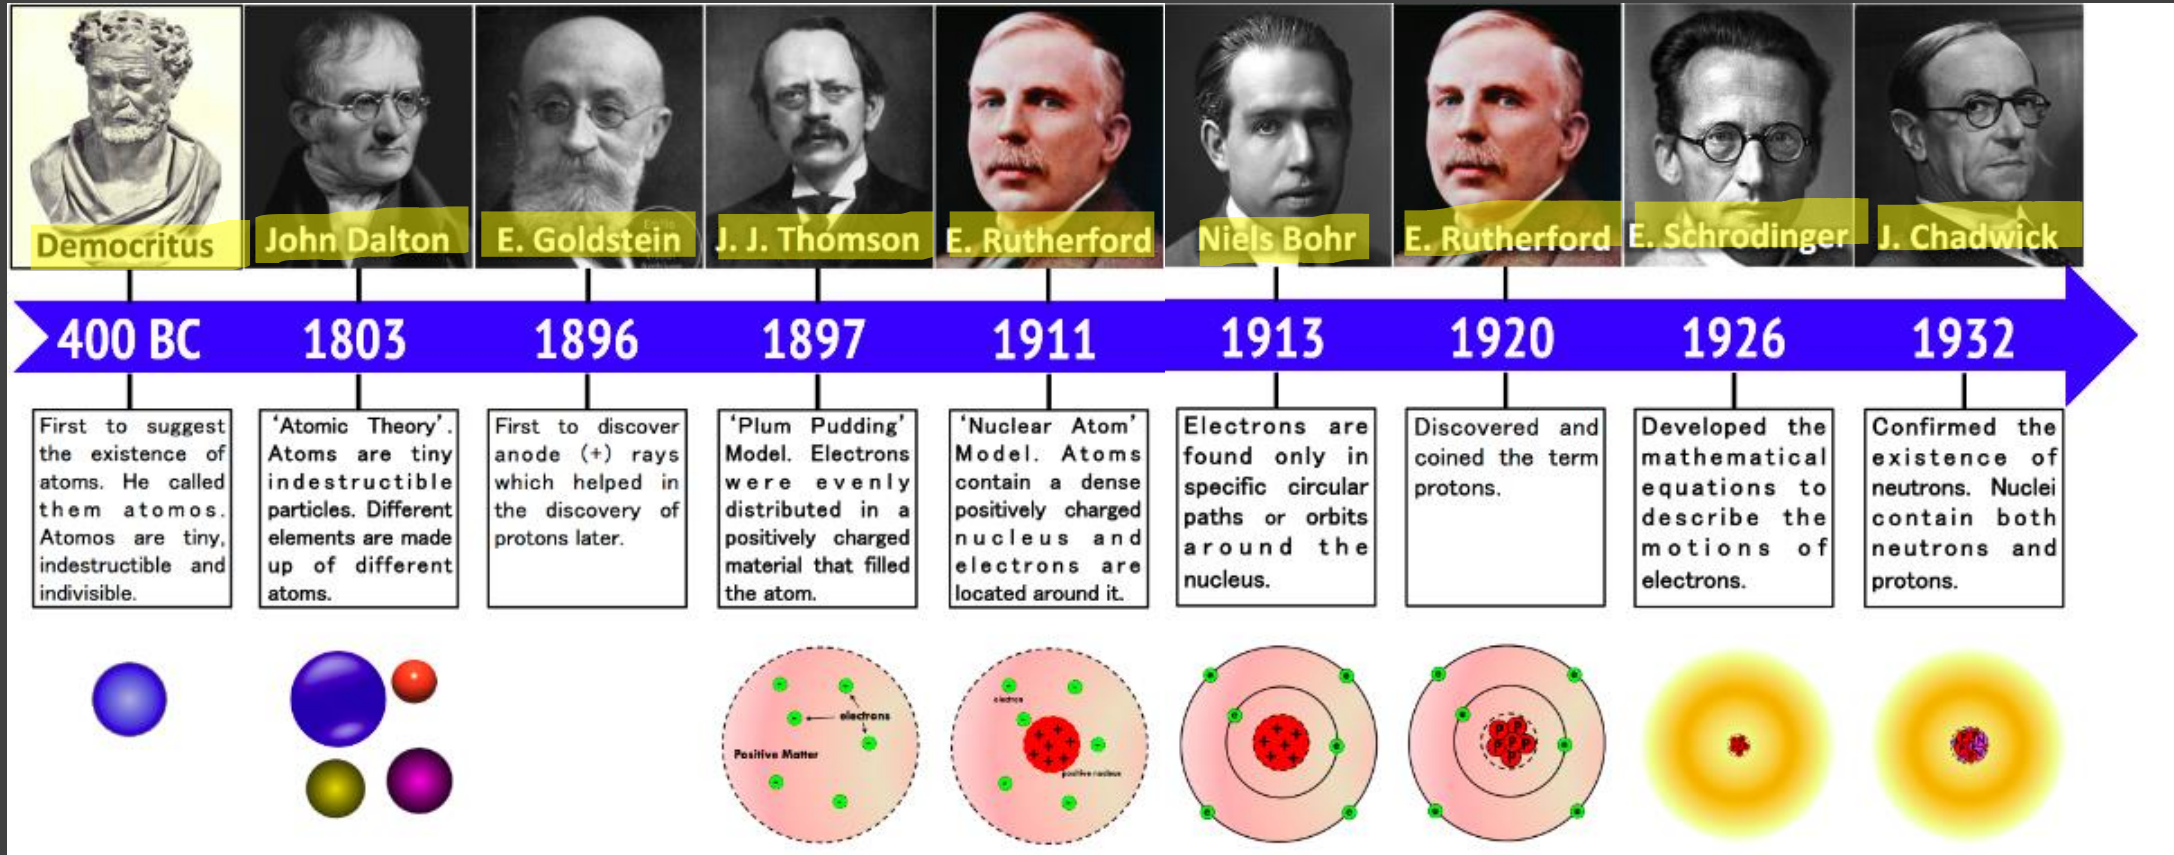 Democritus
John Dalton
E. Goldstein
J. J. Thomson
E. Rutherford
Niels Bohr
E. Rutherford
E. Schrodinger
J. Chadwick
400 BC
1803
1896
1897
1911
1913
1920
1926
1932
First to suggest
the existence of
atoms. He called
them atomos.
Atomos are tiny,
indestructible and
indivisible.
‘Atomic Theory’.
Atoms are tiny
indestructible
particles. Different
elements are made
up of different
atoms.
First to discover
anode (+) rays
which helped in
the discovery of
protons later.
‘Plum Pudding’
Model. Electrons
were evenly
distributed in a
positively charged
material that filled
the atom.
‘Nuclear Atom’
Model. Atoms
contain a dense
positively charged
nucleus and
electrons are
located around it.
Electrons are
found only in
specific circular
paths or orbits
around the
nucleus.
Discovered and
coined the term
protons.
Developed the
mathematical
equations to
describe the
motions of
electrons.
Confirmed the
existence of
neutrons. Nuclei
contain both
neutrons and
protons.
electrons
Positive Matter
electron
positive nucleus